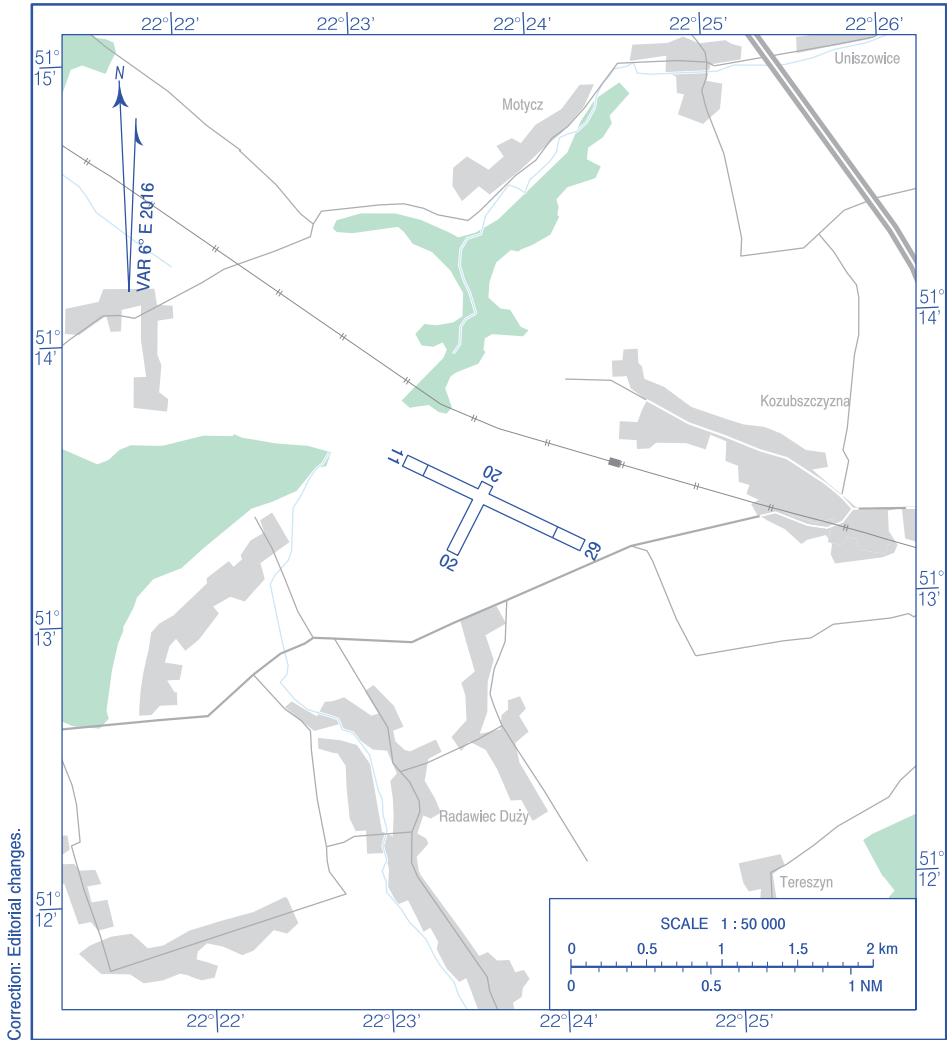 22° 22' 22° 23' 22° 24' 22° 25' 22° 26'
51°
15'
Uniszowice
N
Motycz
VAR 6° E 2016
51°
14'
51°
14'
Kozubszczyzna
11
20
02
29
51°
13'
51°
13'
Radawiec Duży
51°
12'
Tereszyn
51°
12'
SCALE 1 : 50 000
0 0.5 1 1.5 2 km
0 0.5 1 NM
22° 22' 22° 23' 22° 24' 22° 25'
Correction: Editorial changes.